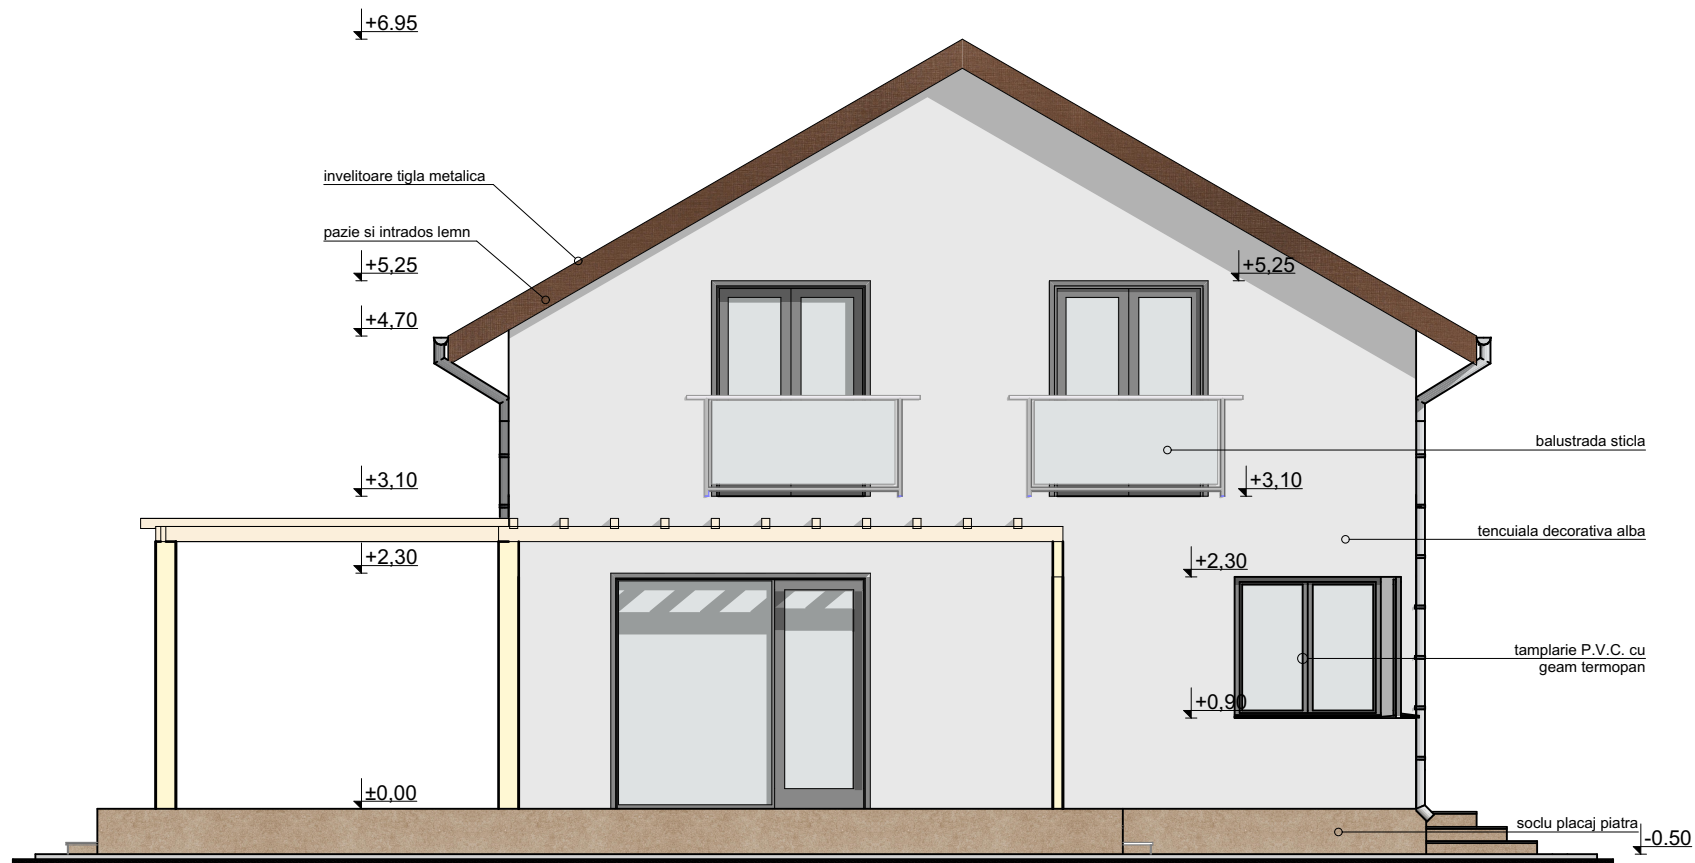 +6.95
invelitoare tigla metalica
pazie si intrados lemn
+5,25
+5,25
+4,70
balustrada sticla
+3,10
+3,10
tencuiala decorativa alba
+2,30
+2,30
tamplarie P.V.C. cu
geam termopan
+0,90
±0,00
soclu placaj piatra
-0.50